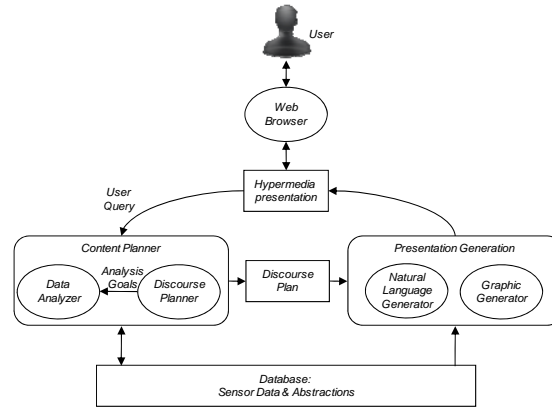 User
Web
Browser
Hypermedia
presentation
User
Query
Content Planner
Data
Analyzer
Analysis
Goals
Discourse
Planner
Discourse
Plan
Presentation Generation
Natural
Language
Generator
Graphic
Generator
Database:
Sensor Data & Abstractions